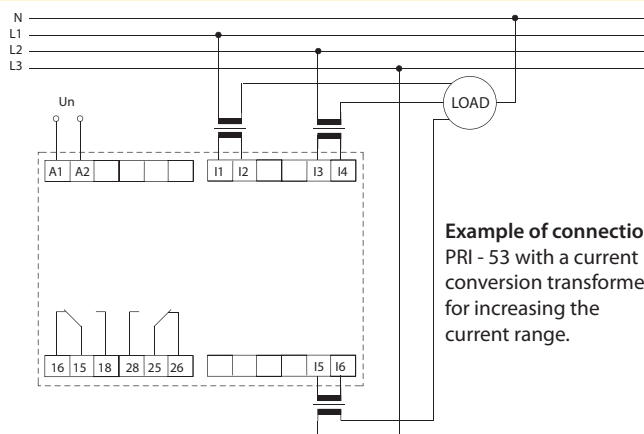 N
L1
L2
L3
Un
LOAD
A1 A2 I1 I2 I3 I4
Example of connectio
PRI - 53 with a current
conversion transforme
for increasing the
current range.
16 15 18 28 25 26 I5 I6